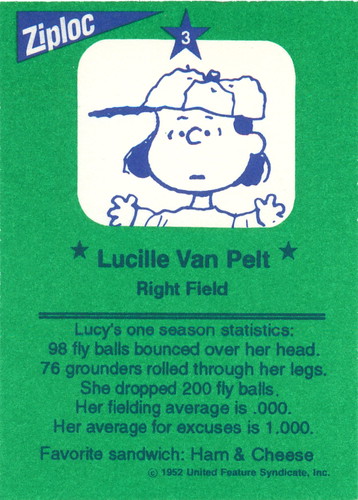 Ziploc
3
Lucille Van Pelt
Right Field
Lucy's one season statistics:
98 fly balls bounced over her head.
76 grounders rolled through her legs.
She dropped 200 fly balls.
Her fielding average is .000.
Her average for excuses is 1.000.
Favorite sandwich: Ham & Cheese
© 1952 United Feature Syndicate, Inc.